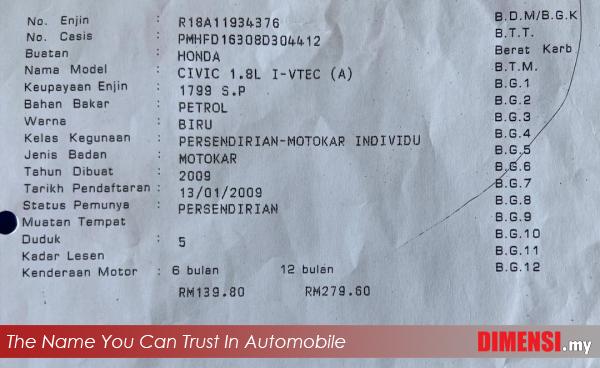 No. Enjin : R18A11934376
No. Casis : PMHFD16308D304412
Buatan : HONDA
Nama Model : CIVIC 1.8L I-VTEC (A)
Keupayaan Enjin : 1799 S.P
Bahan Bakar : PETROL
Warna : BIRU
Kelas Kegunaan : PERSENDIRIAN-MOTOKAR INDIVIDU
Jenis Badan : MOTOKAR
Tahun Dibuat : 2009
Tarikh Pendaftaran : 13/01/2009
Status Pemunya : PERSENDIRIAN
Muatan Tempat
Duduk : 5
Kadar Lesen
Kenderaan Motor : 6 bulan 12 bulan
RM139.80 RM279.60
B.D.M/B.G.K
B.T.T.
Berat Karb
B.T.M.
B.G.1
B.G.2
B.G.3
B.G.4
B.G.5
B.G.6
B.G.7
B.G.8
B.G.9
B.G.10
B.G.11
B.G.12
The Name You Can Trust In Automobile
DIMENSI.my